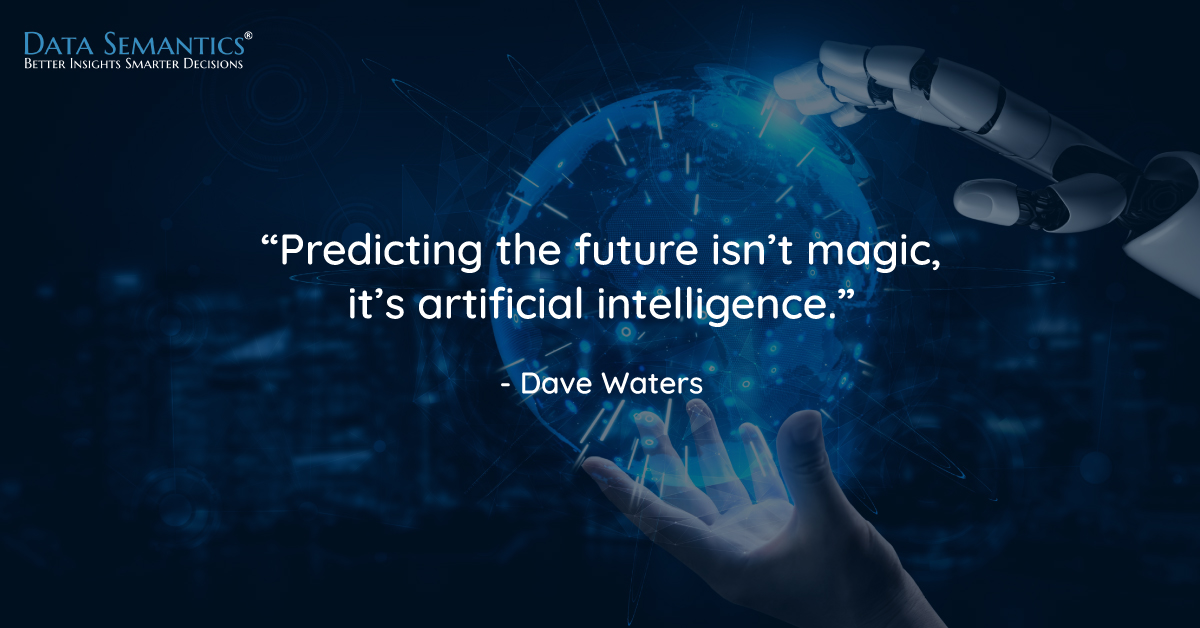 DATA SEMANTICS®
BETTER INSIGHTS SMARTER DECISIONS
“Predicting the future isn’t magic,
it’s artificial intelligence.”
- Dave Waters